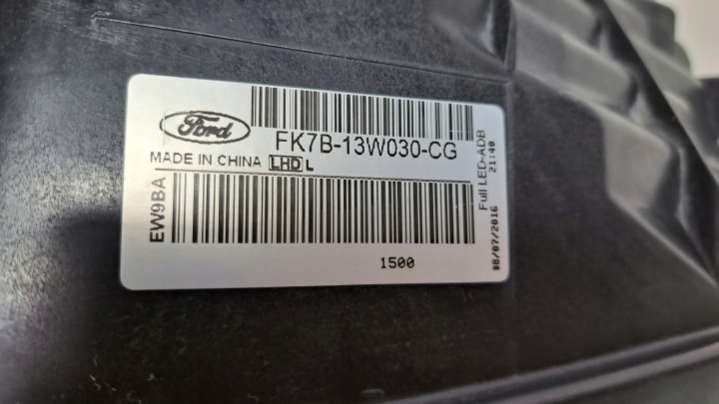 Ford
FK7B-13W030-CG
MADE IN CHINA LHD L
EW9BA
1500
Full LED-ADB
21:40
08/07/2016